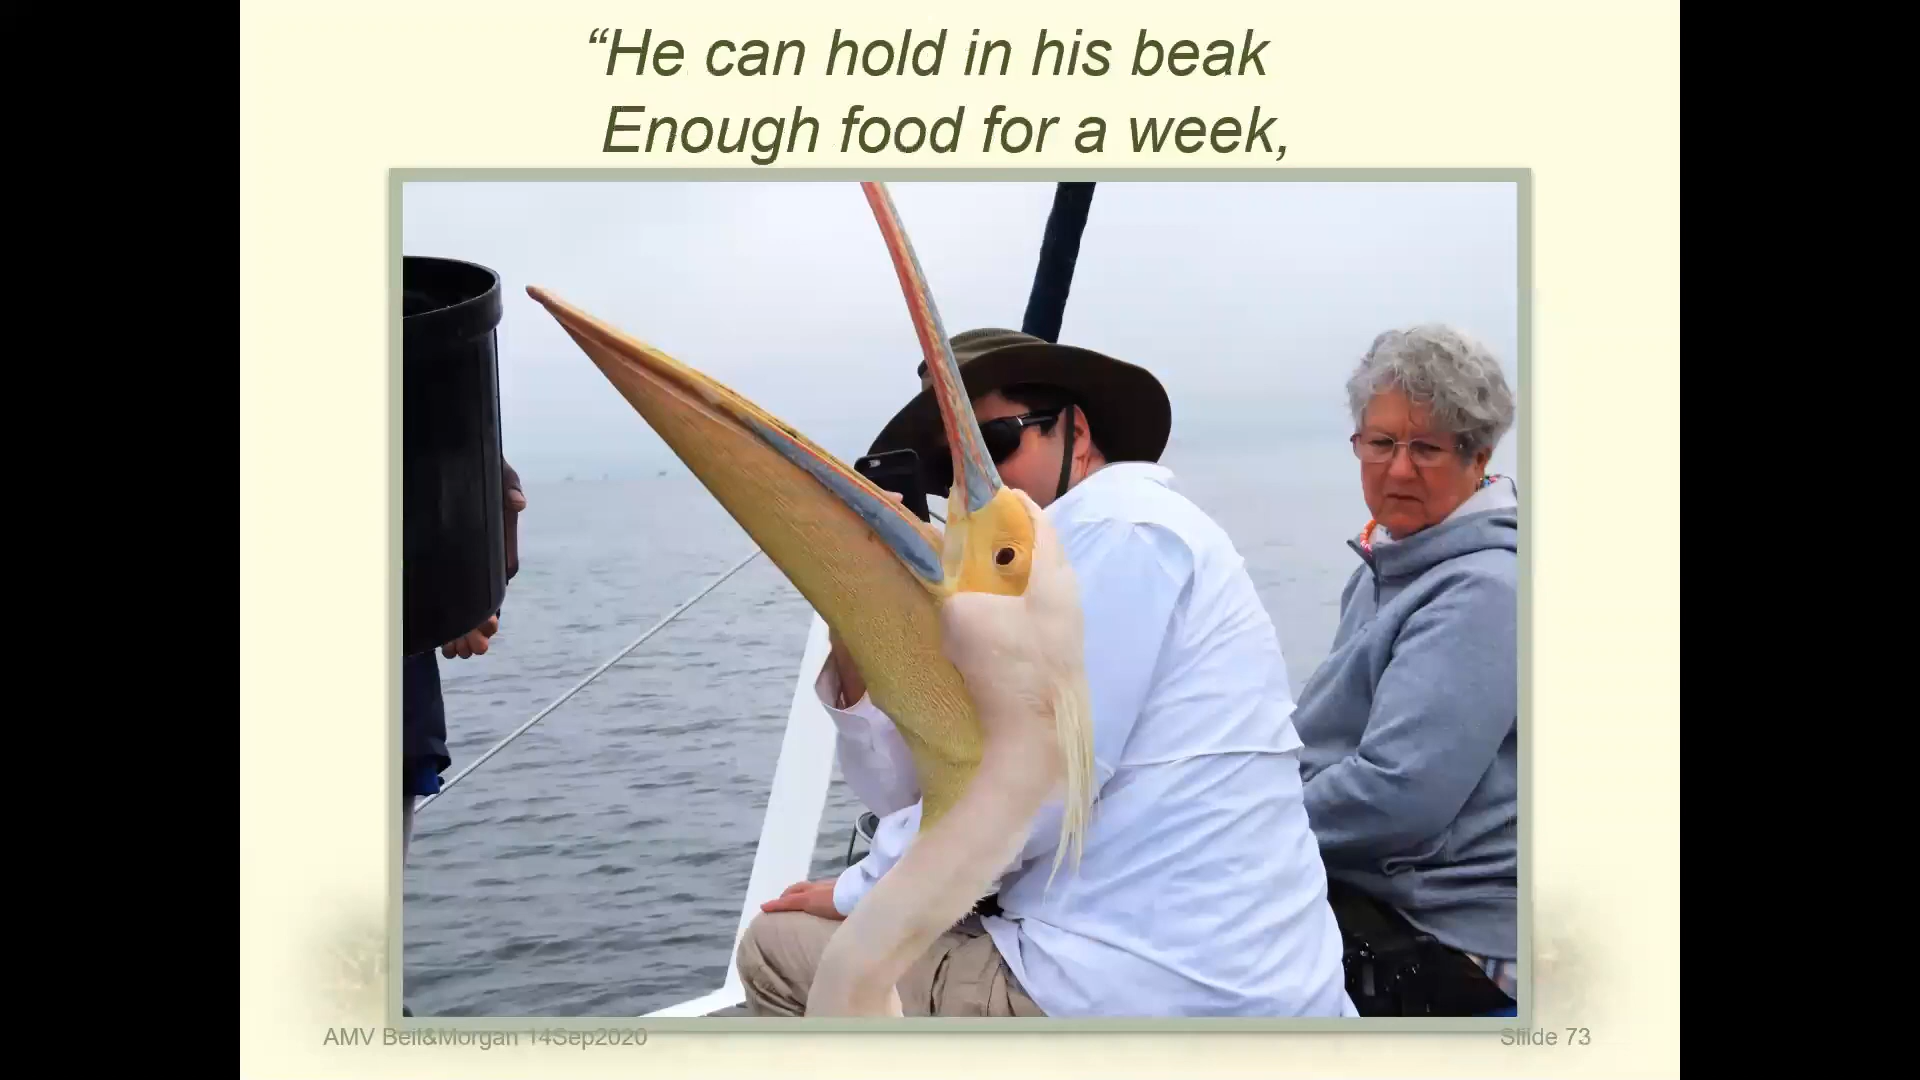 “He can hold in his beak
Enough food for a week,
AMV Beil&Morgan 14Sep2020
Slide 73